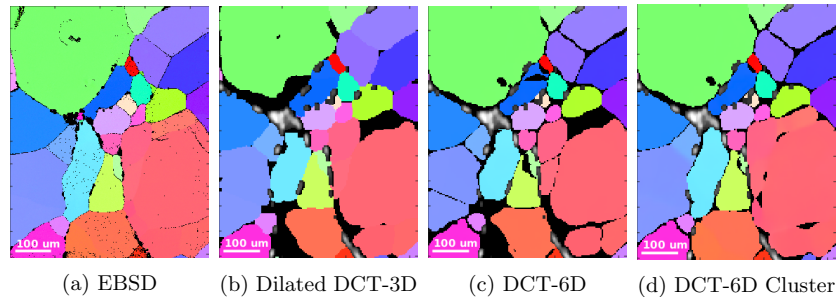 100 um
100 um
100 um
100 um
(a) EBSD
(b) Dilated DCT-3D
(c) DCT-6D
(d) DCT-6D Cluster